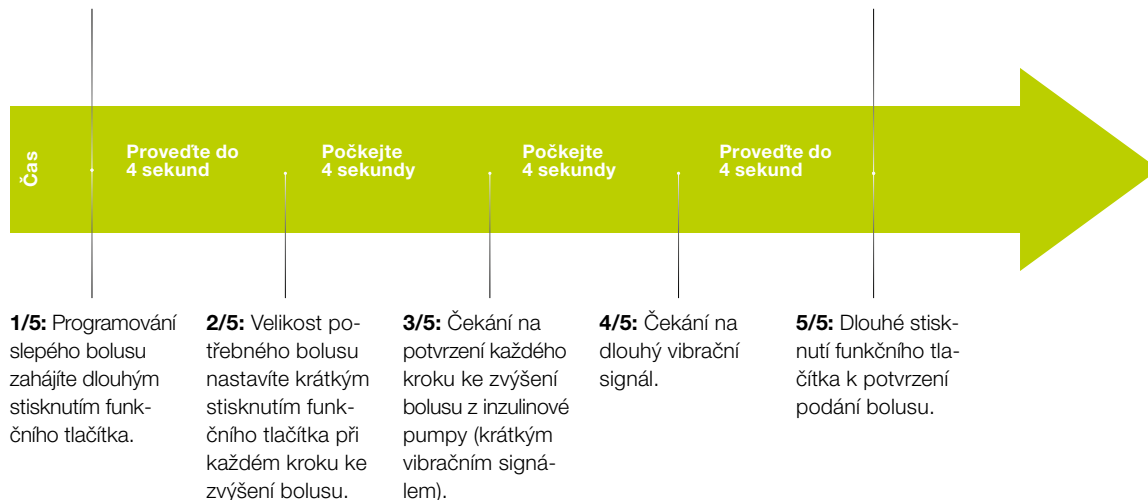 Čas
Proveďte do
4 sekund
Počkejte
4 sekundy
Počkejte
4 sekundy
Proveďte do
4 sekund
1/5: Programování
slepého bolusu
zahájíte dlouhým
stisknutím funk-
čního tlačítka.
2/5: Velikost po-
třebného bolusu
nastavíte krátkým
stisknutím funk-
čního tlačítka při
každém kroku ke
zvýšení bolusu.
3/5: Čekání na
potvrzení každého
kroku ke zvýšení
bolusu z inzulinové
pumpy (krátkým
vibračním signá-
lem).
4/5: Čekání na
dlouhý vibrační
signál.
5/5: Dlouhé stisk-
nutí funkčního tla-
čítka k potvrzení
podání bolusu.